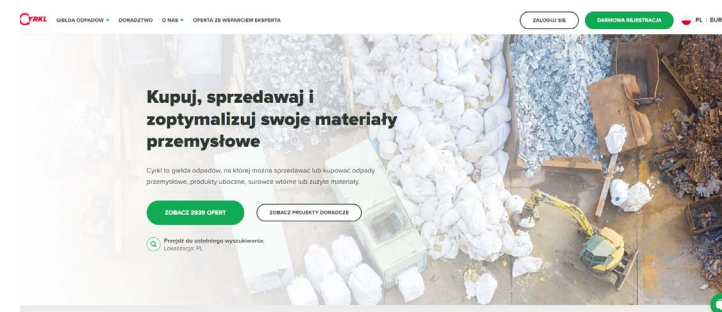 CYRKL
GIEŁDA ODPADÓW
DORADZTWO
O NAS
OFERTA ZE WSPARCIEM EKSPERTA
ZALOGUJ SIĘ
DARMOWA REJESTRACJA
PL | EUR
Kupuj, sprzedawaj i
zoptymalizuj swoje materiały
przemysłowe
Cyrkl to giełda odpadów, na której można sprzedawać lub kupować odpady
przemysłowe, produkty uboczne, surowce wtórne lub zużyte materiały.
ZOBACZ 3939 OFERT
ZOBACZ PROJEKTY DORADCZE
Przejdź do ostatniego wyszukiwania:
Lokalizacja: PL